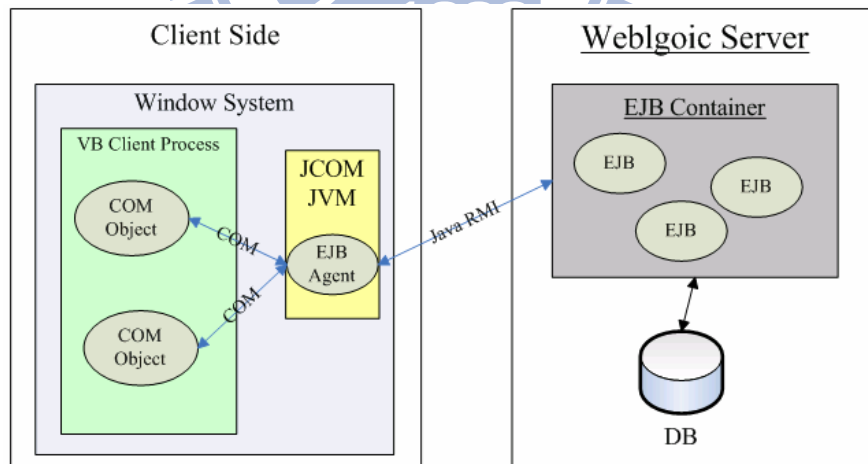 Client Side
Window System
VB Client Process
COM
Object
COM
Object
COM
COM
JCOM
JVM
EJB
Agent
Java RMI
Weblgoic Server
EJB Container
EJB
EJB
EJB
DB